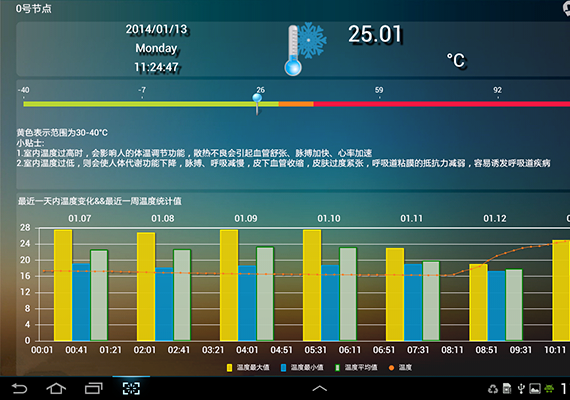 0号节点
2014/01/13
Monday
11:24:47
25.01
°C
-40 -7 26 59 92
黄色表示范围为30-40°C
小贴士:
1.室内温度过高时，会影响人的体温调节功能，散热不良会引起血管舒张、脉搏加快、心率加速
2.室内温度过低，则会使人体代谢功能下降，脉搏、呼吸减慢，皮下血管收缩，皮肤过度紧张，呼吸道粘膜的抵抗力减弱，容易诱发呼吸道疾病
最近一天内温度变化&&最近一周温度统计值
01.07 01.08 01.09 01.10 01.11 01.12
28
24
20
16
12
8
4
0
00:01 00:41 01:21 02:01 02:41 03:21 04:01 04:51 05:31 06:11 06:51 07:31 08:11 08:51 09:31 10:11
温度最大值 温度最小值 温度平均值 温度
1